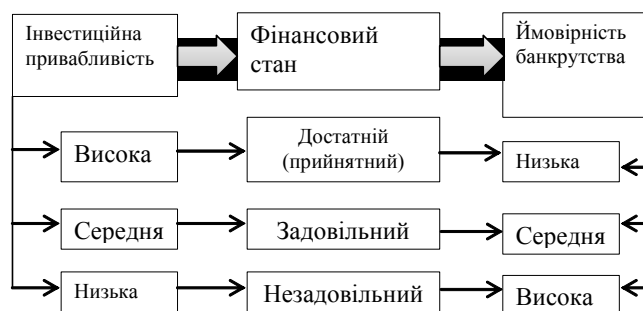 Інвестиційна
привабливість
Фінансовий
стан
Ймовірність
банкрутства
Висока
Достатній
(прийнятний)
Низька
Середня
Задовільний
Середня
Низька
Незадовільний
Висока